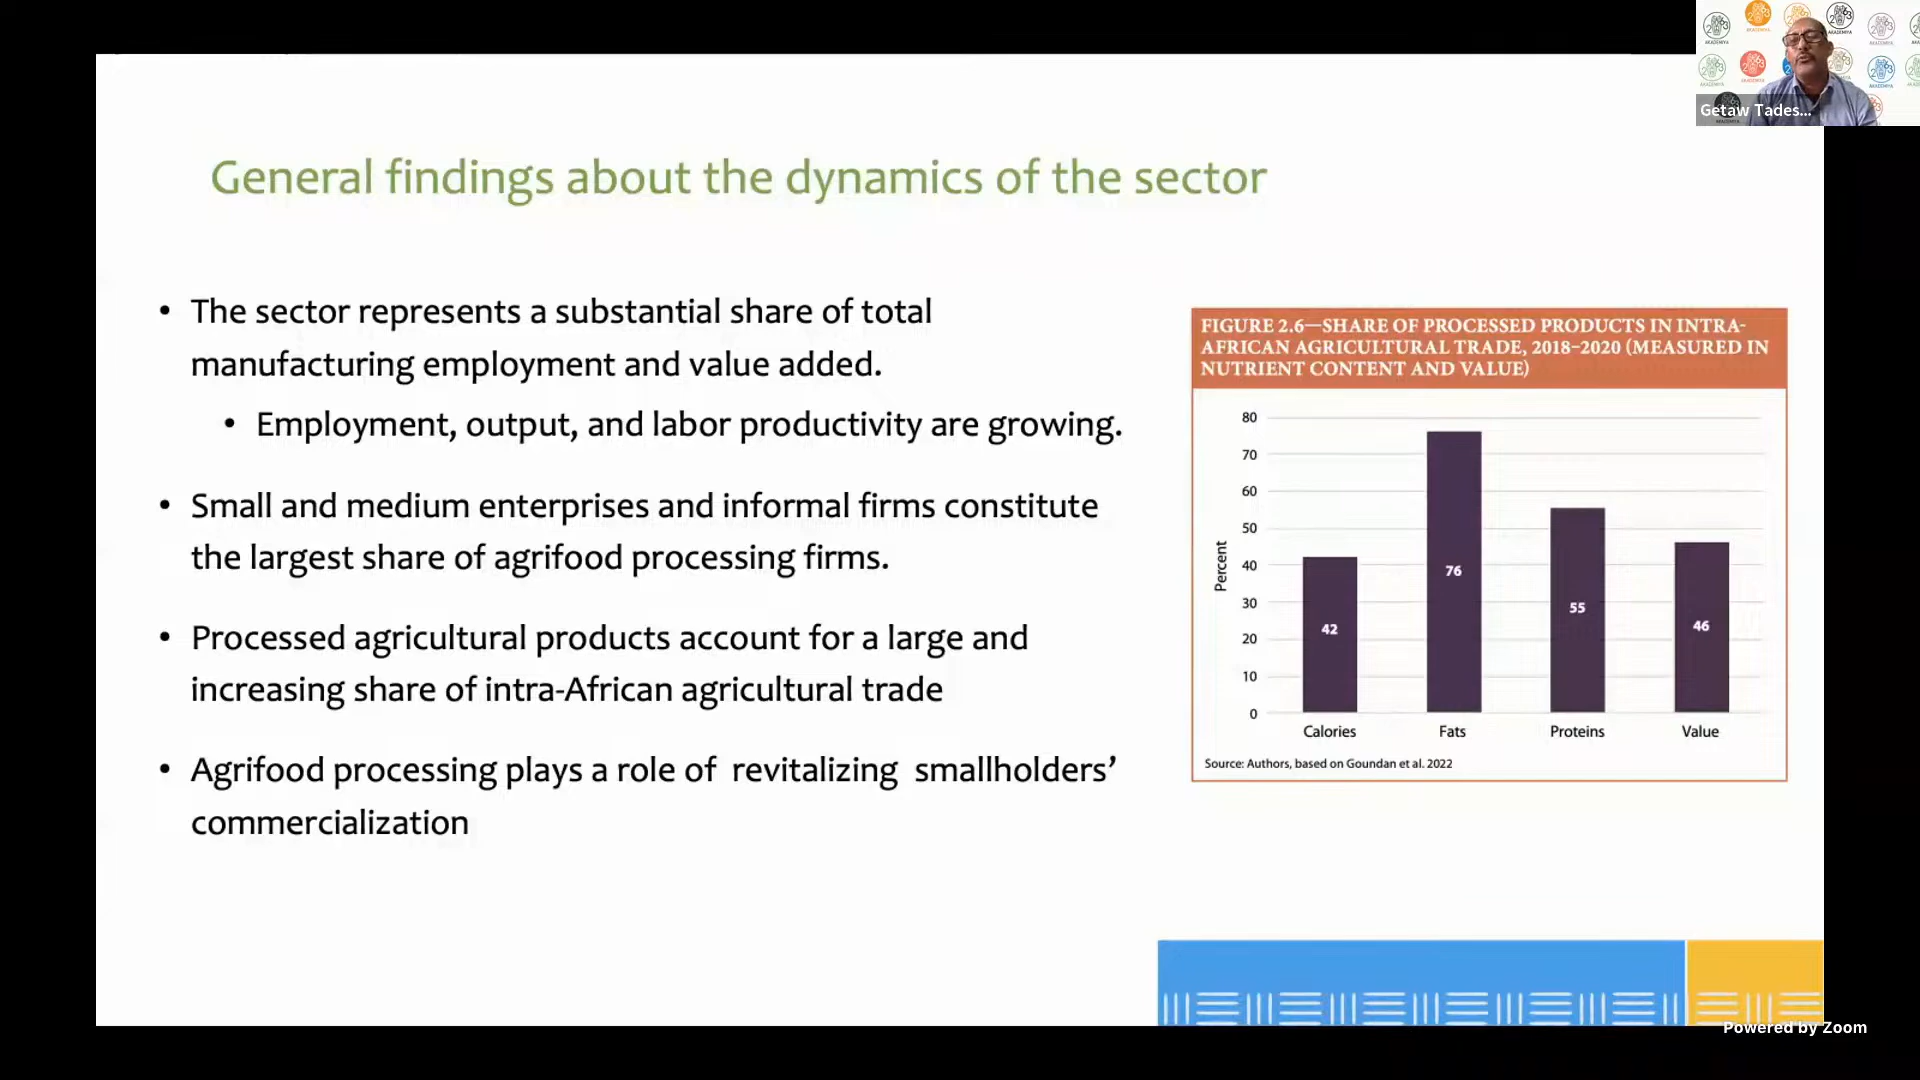 General findings about the dynamics of the sector
• The sector represents a substantial share of total
manufacturing employment and value added.
• Employment, output, and labor productivity are growing.
• Small and medium enterprises and informal firms constitute
the largest share of agrifood processing firms.
• Processed agricultural products account for a large and
increasing share of intra-African agricultural trade
• Agrifood processing plays a role of revitalizing smallholders’
commercialization
FIGURE 2.6—SHARE OF PROCESSED PRODUCTS IN INTRA-
AFRICAN AGRICULTURAL TRADE, 2018–2020 (MEASURED IN
NUTRIENT CONTENT AND VALUE)
Percent
80
70
60
50
40
30
20
10
0
42
76
55
46
Calories
Fats
Proteins
Value
Source: Authors, based on Goundan et al. 2022
Getaw Tades...
Powered by Zoom